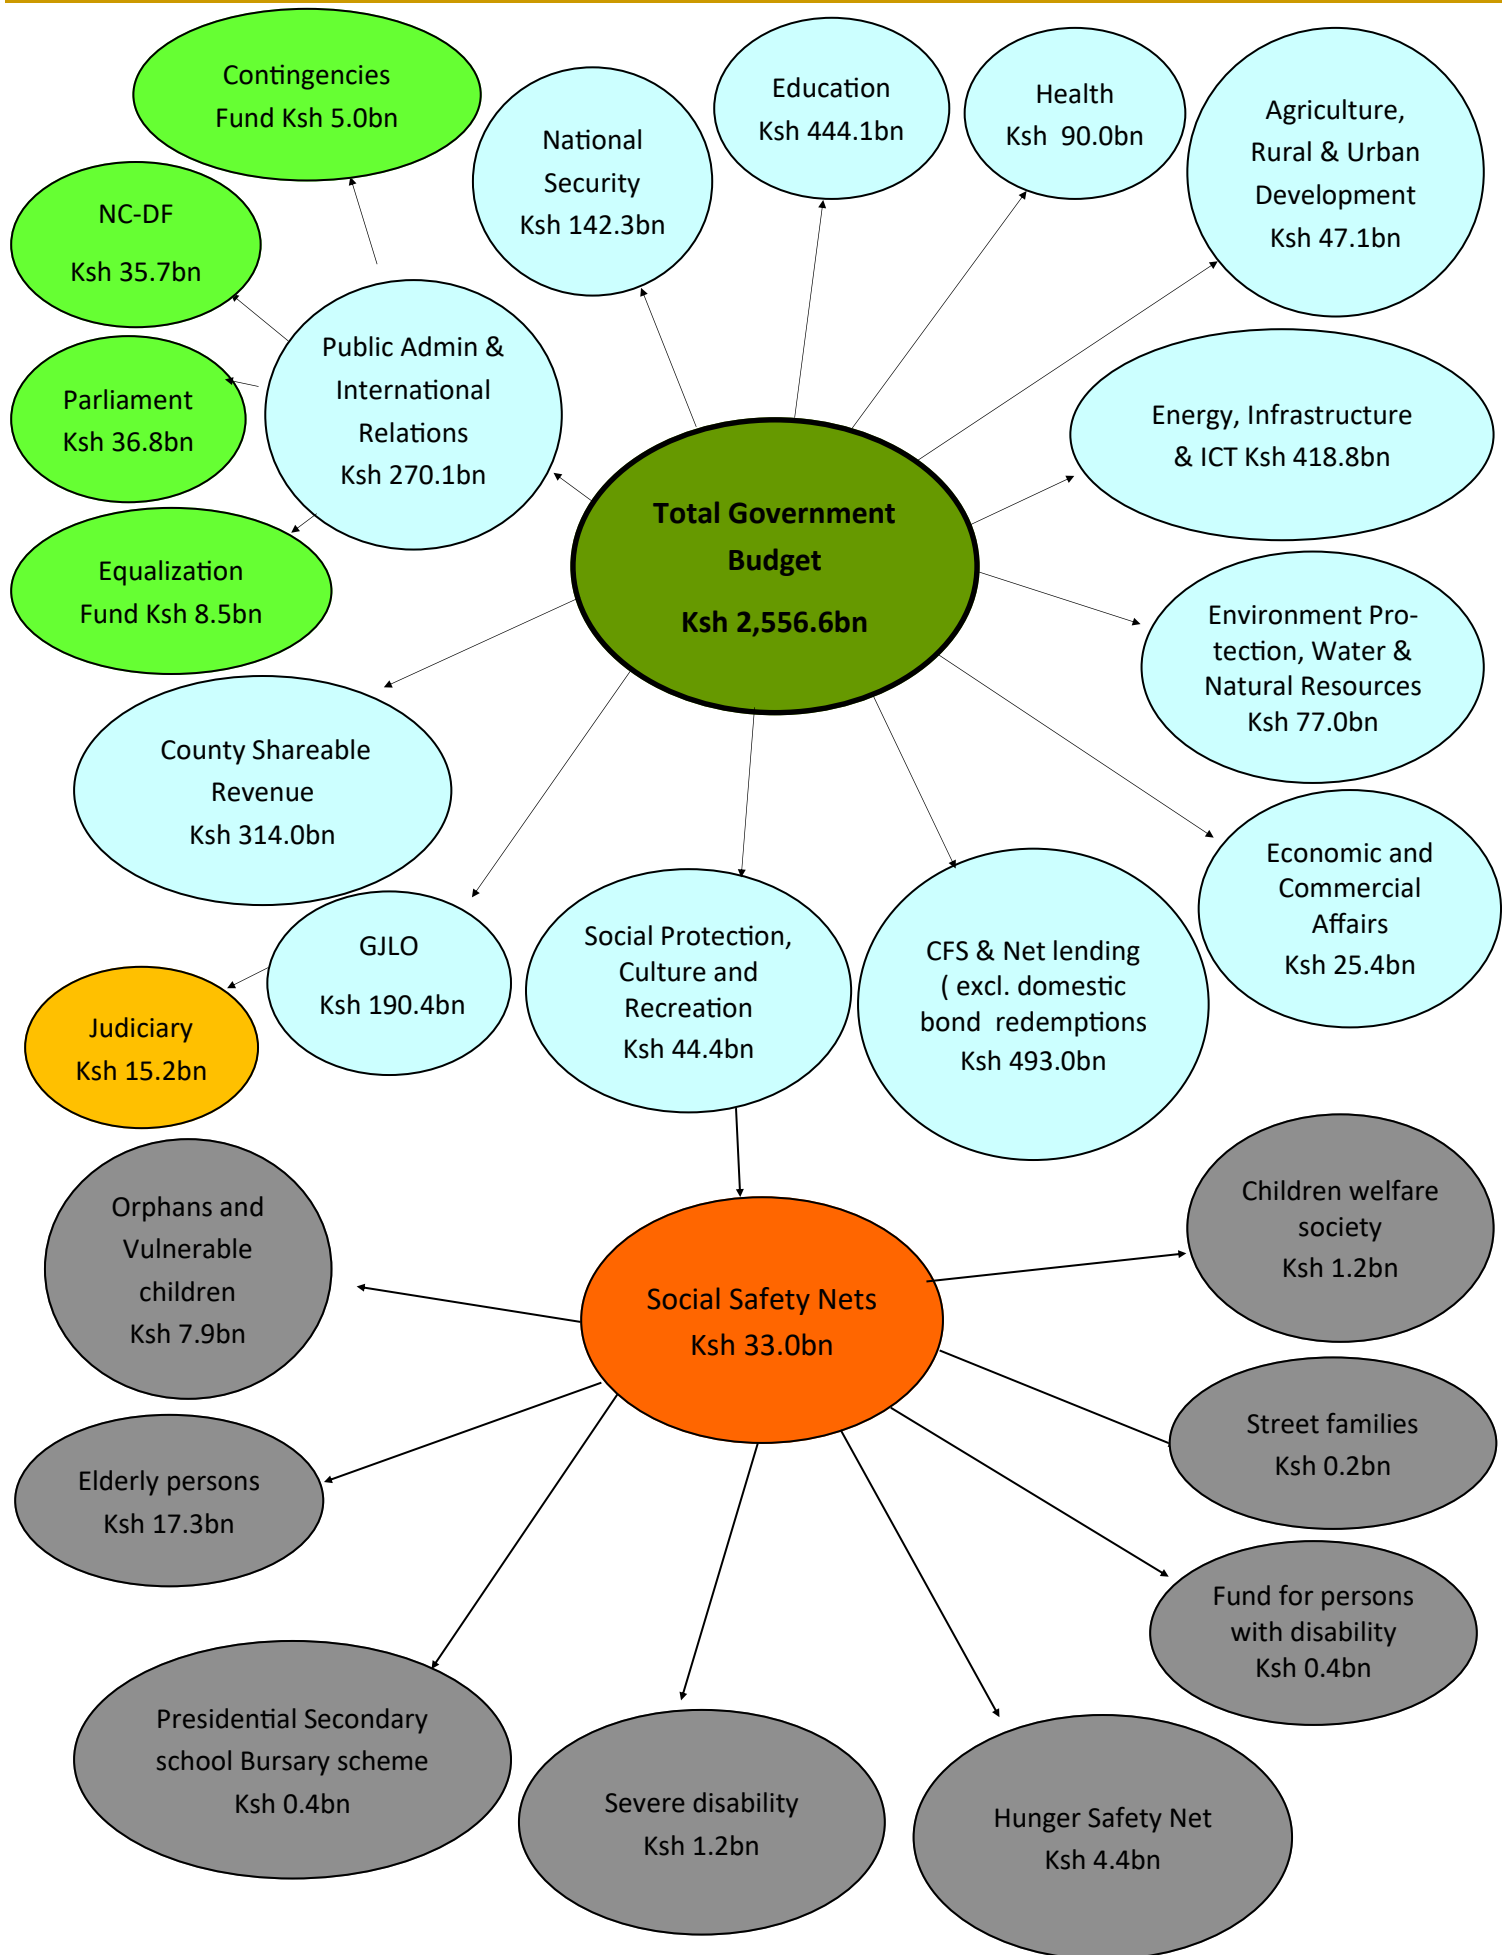 Contingencies
Fund Ksh 5.0bn
National
Security
Ksh 142.3bn
Education
Ksh 444.1bn
Health
Ksh  90.0bn
Agriculture,
Rural & Urban
Development
Ksh 47.1bn
NC-DF
Ksh 35.7bn
Public Admin &
International
Relations
Ksh 270.1bn
Parliament
Ksh 36.8bn
Energy, Infrastructure
& ICT Ksh 418.8bn
Total Government
Budget
Ksh 2,556.6bn
Equalization
Fund Ksh 8.5bn
Environment Pro-
tection, Water &
Natural Resources
Ksh 77.0bn
County Shareable
Revenue
Ksh 314.0bn
Economic and
Commercial
Affairs
Ksh 25.4bn
GJLO
Ksh 190.4bn
Social Protection,
Culture and
Recreation
Ksh 44.4bn
CFS & Net lending
( excl. domestic
bond  redemptions
Ksh 493.0bn
Judiciary
Ksh 15.2bn
Orphans and
Vulnerable
children
Ksh 7.9bn
Social Safety Nets
Ksh 33.0bn
Children welfare
society
Ksh 1.2bn
Street families
Ksh 0.2bn
Elderly persons
Ksh 17.3bn
Fund for persons
with disability
Ksh 0.4bn
Presidential Secondary
school Bursary scheme
Ksh 0.4bn
Severe disability
Ksh 1.2bn
Hunger Safety Net
Ksh 4.4bn